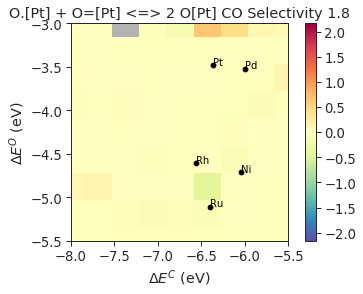 O.[Pt] + O=[Pt] <=> 2 O[Pt] CO Selectivity 1.8
−3.0
−3.5
−4.0
−4.5
−5.0
−5.5
ΔE^O (eV)
Pt
Pd
Rh
Ni
Ru
−8.0 −7.5 −7.0 −6.5 −6.0 −5.5
ΔE^C (eV)
2.0
1.5
1.0
0.5
0.0
−0.5
−1.0
−1.5
−2.0